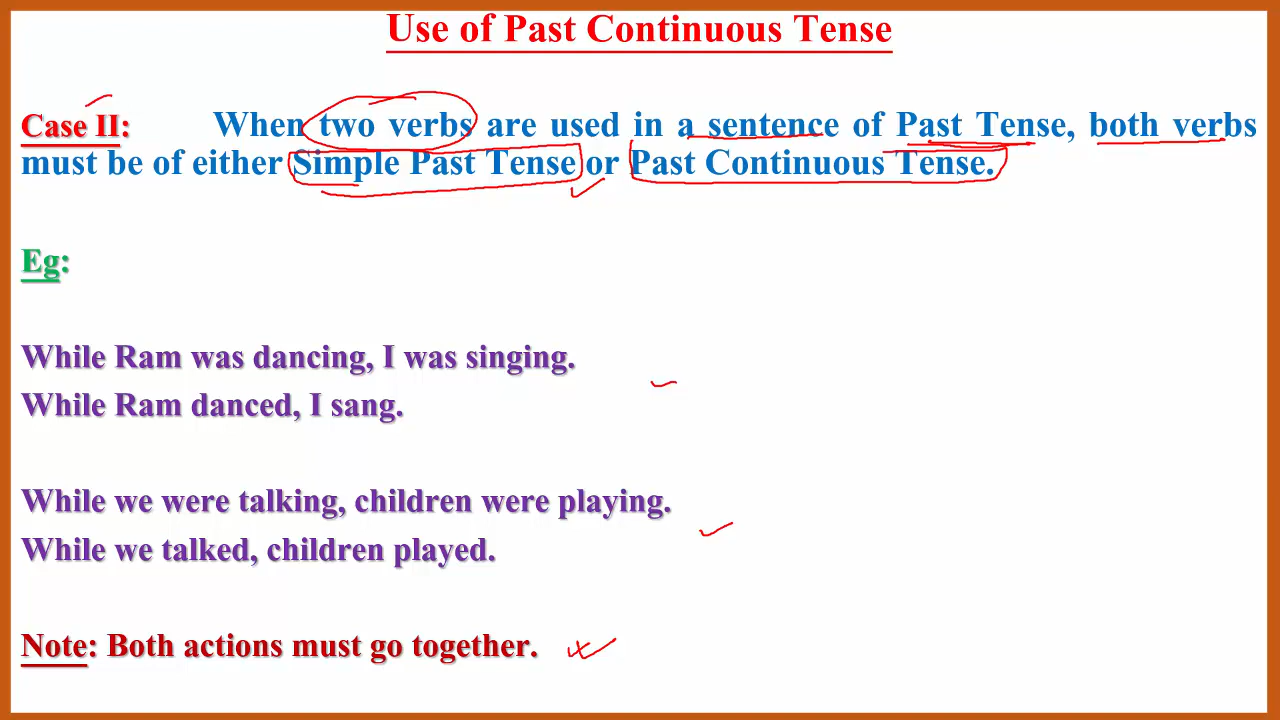 Use of Past Continuous Tense
Case II: When two verbs are used in a sentence of Past Tense, both verbs
must be of either Simple Past Tense or Past Continuous Tense.
Eg:
While Ram was dancing, I was singing.
While Ram danced, I sang.
While we were talking, children were playing.
While we talked, children played.
Note: Both actions must go together.